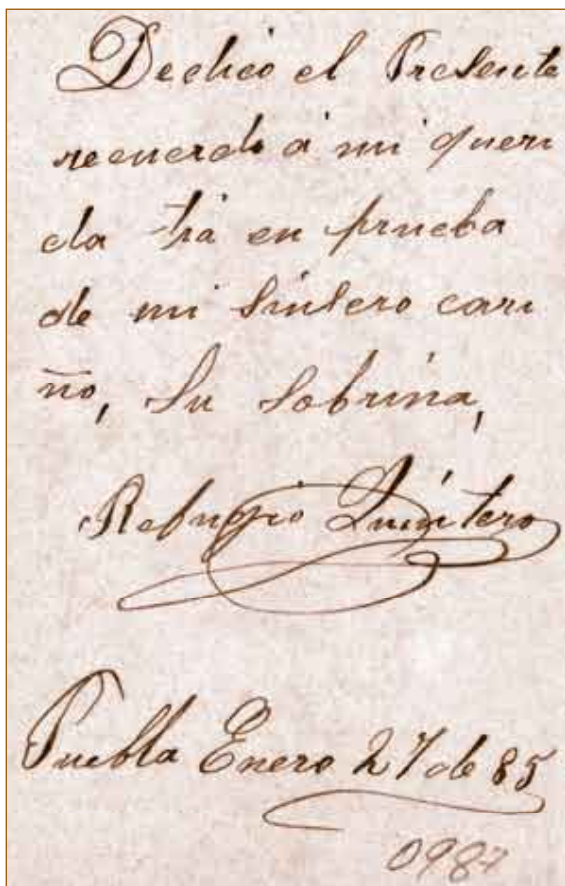 Dedico el Presente
recuerdo á mi queri
da tia en prueba
de mi sinsero cari
ño, Su Sobrina,
Refugio Quintero
Puebla Enero 27 de 85
0987